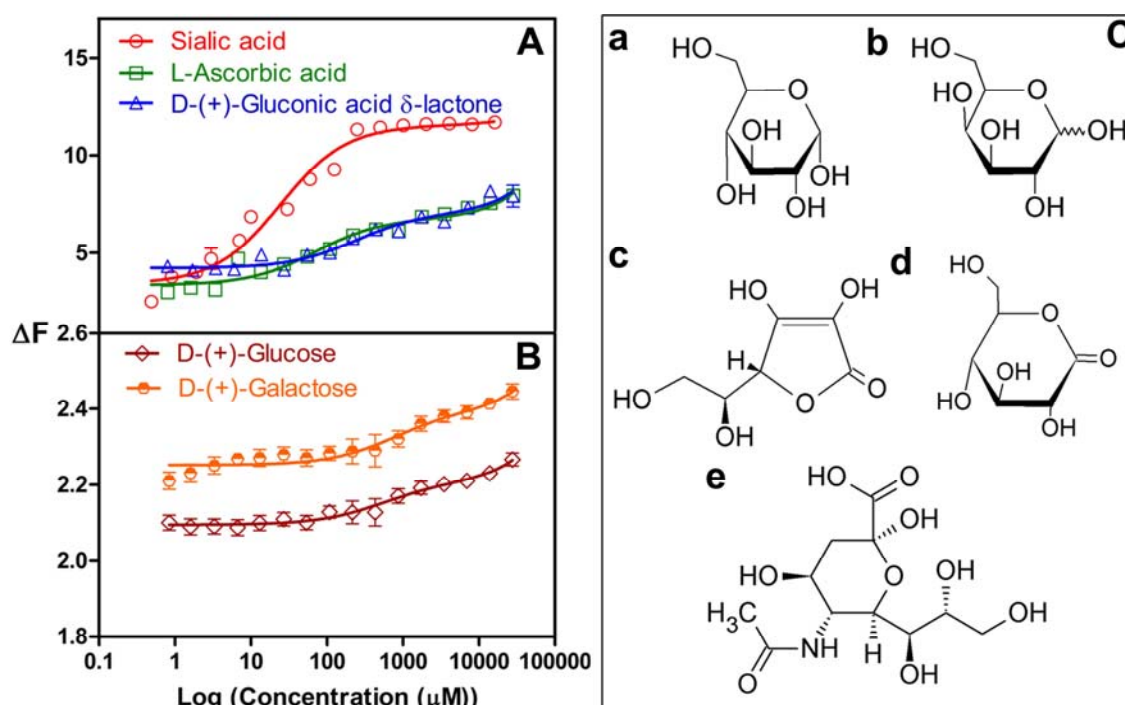 A
Sialic acid
L-Ascorbic acid
D-(+)-Gluconic acid δ-lactone
15
10
5
ΔF
2.6
B
D-(+)-Glucose
D-(+)-Galactose
2.4
2.2
2.0
1.8
0.1 1 10 100 1000 10000 100000
Log (Concentration (μM))
C
a
HO
O
OH
OH
OH OH
b
HO
O
OH
OH
OH
OH
c
HO OH
H
O
O
HO
OH
d
HO
O
O
OH
OH
OH
e
HO O
OH
HO
O
OH
OH
H3C
NH H
OH
O